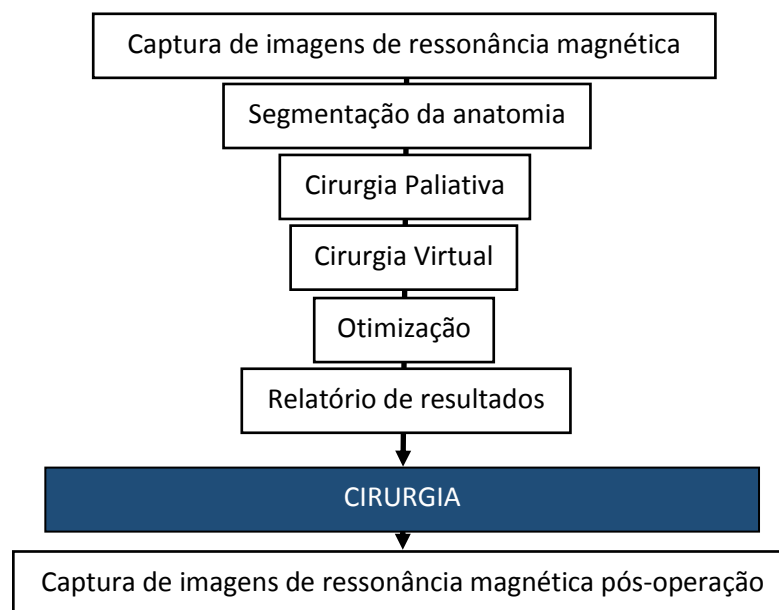 Captura de imagens de ressonância magnética
Segmentação da anatomia
Cirurgia Paliativa
Cirurgia Virtual
Otimização
Relatório de resultados
CIRURGIA
Captura de imagens de ressonância magnética pós-operação